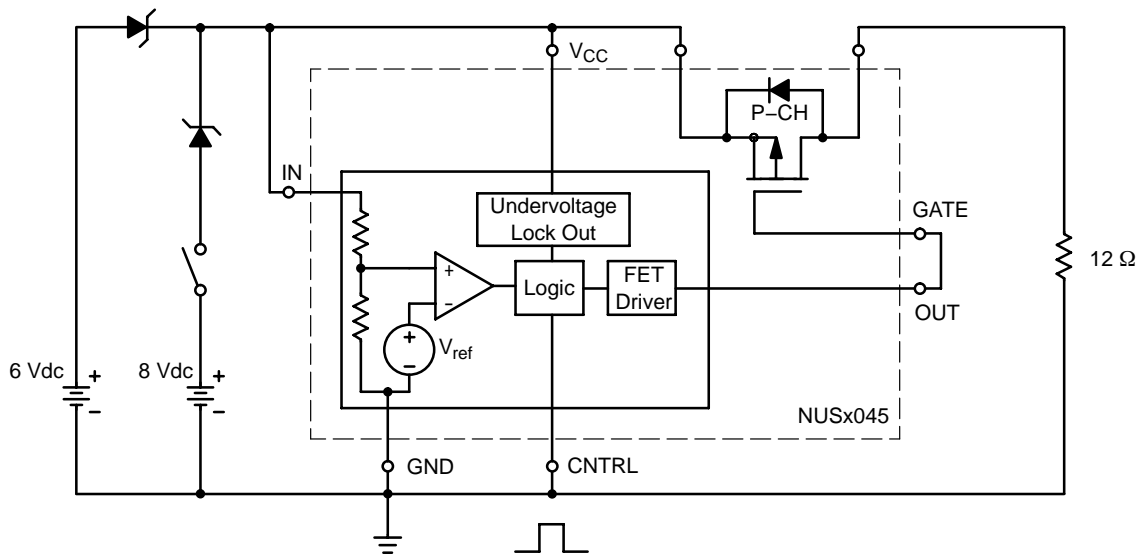 V_CC
P–CH
IN
Undervoltage
Lock Out
GATE
+
–
Logic
FET
Driver
12 Ω
OUT
+
–
V_ref
6 Vdc
+
–
8 Vdc
+
–
NUSx045
GND
CNTRL